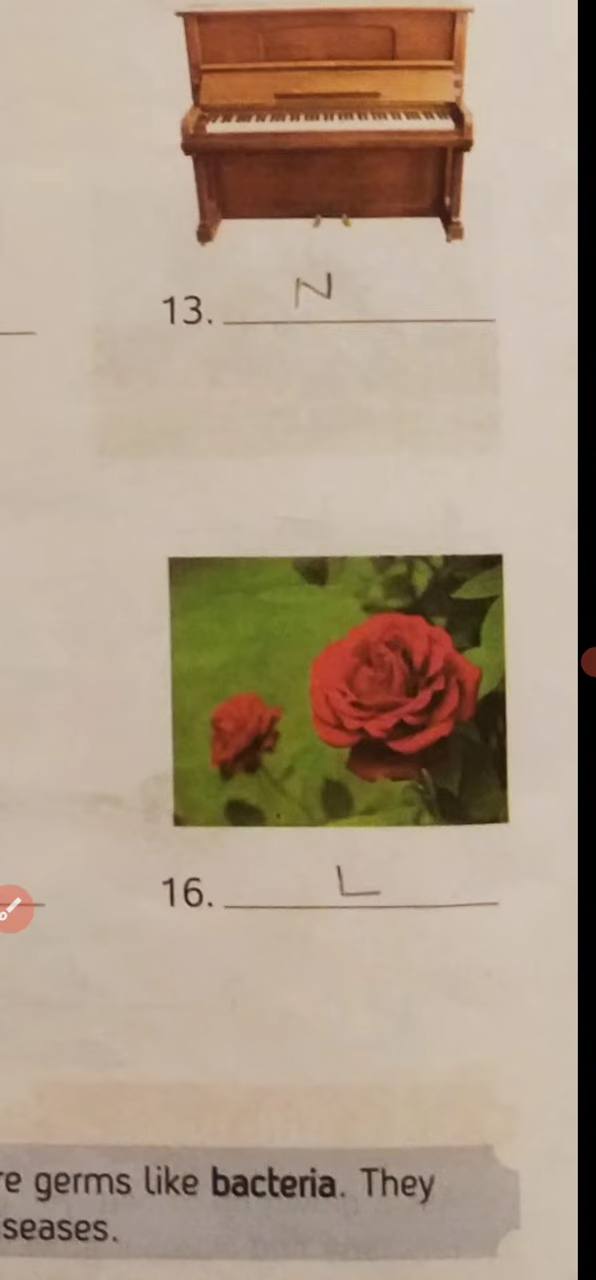 N
13.
L
16.
re germs like bacteria. They
seases.